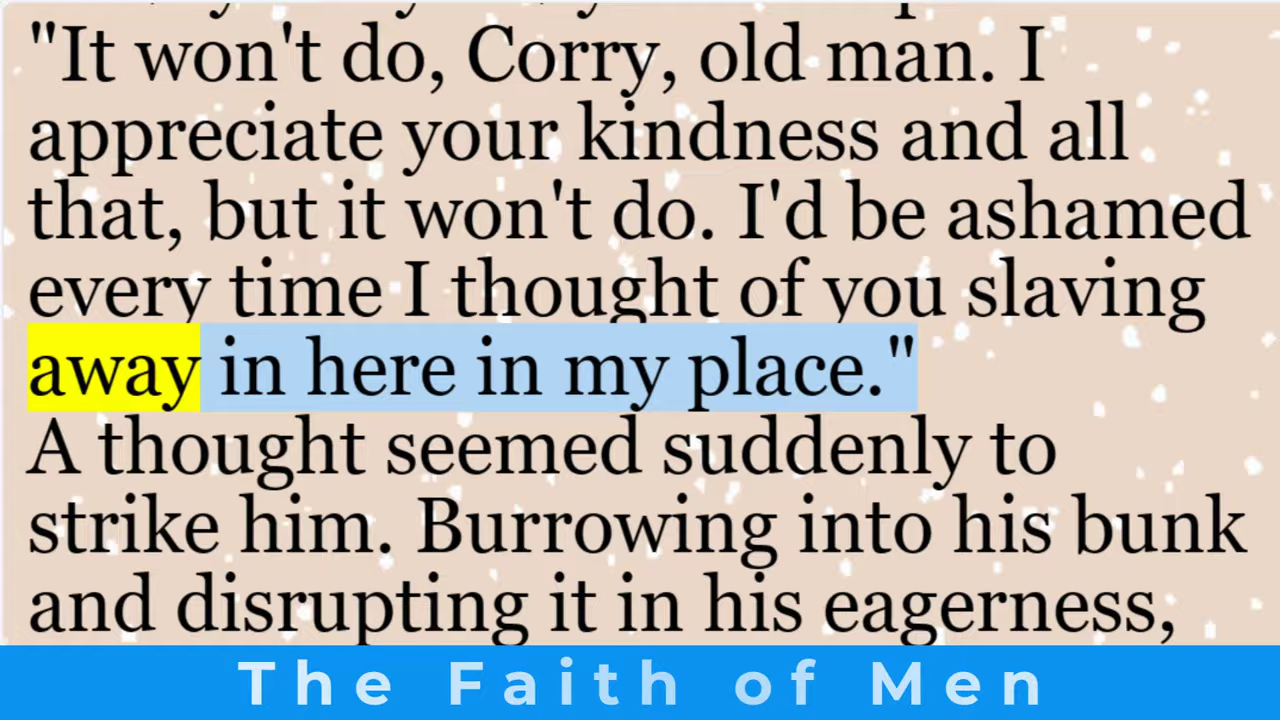 "It won't do, Corry, old man. I
appreciate your kindness and all
that, but it won't do. I'd be ashamed
every time I thought of you slaving
away in here in my place."
A thought seemed suddenly to
strike him. Burrowing into his bunk
and disrupting it in his eagerness,
The Faith of Men